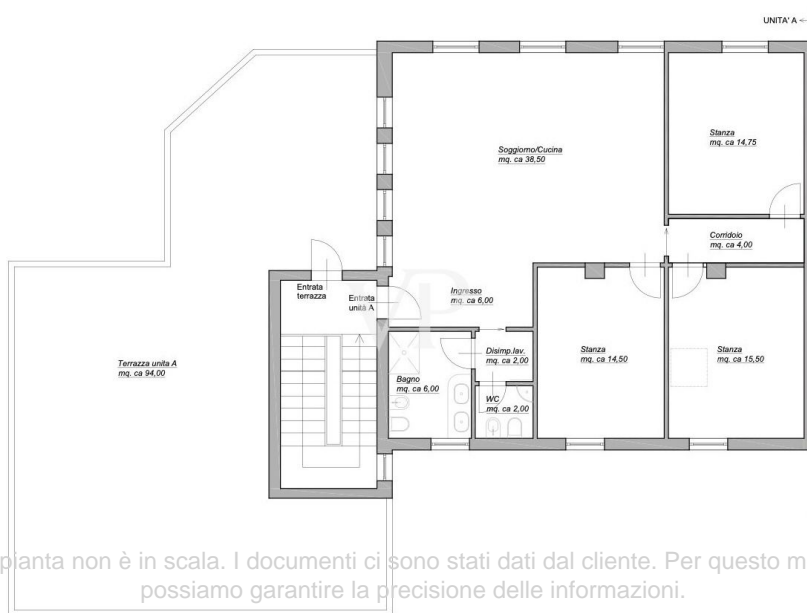 UNITA' A
Stanza
mq. ca 14,75
Soggiorno/Cucina
mq. ca 38,50
Corridoio
mq. ca 4,00
Entrata
terrazza
Entrata
unità A
Ingresso
mq. ca 6,00
Terrazza unita A
mq. ca 94,00
Disimp.lav.
mq. ca 2,00
Stanza
mq. ca 14,50
Stanza
mq. ca 15,50
Bagno
mq. ca 6,00
WC
mq. ca 2,00
VP
pianta non è in scala. I documenti ci sono stati dati dal cliente. Per questo m
possiamo garantire la precisione delle informazioni.